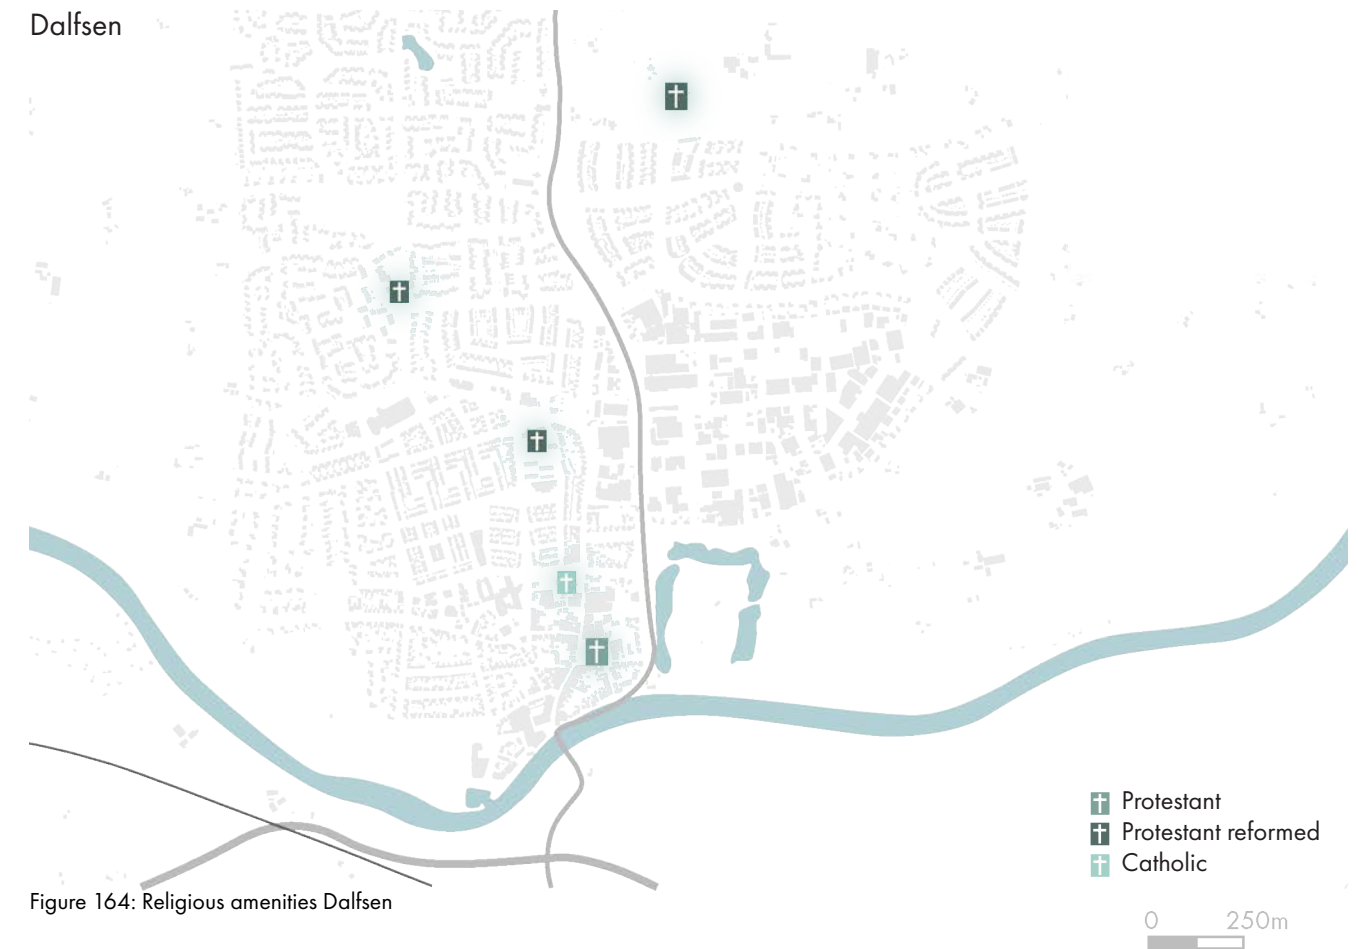 Dalfsen
Protestant
Protestant reformed
Catholic
Figure 164: Religious amenities Dalfsen
0 250m